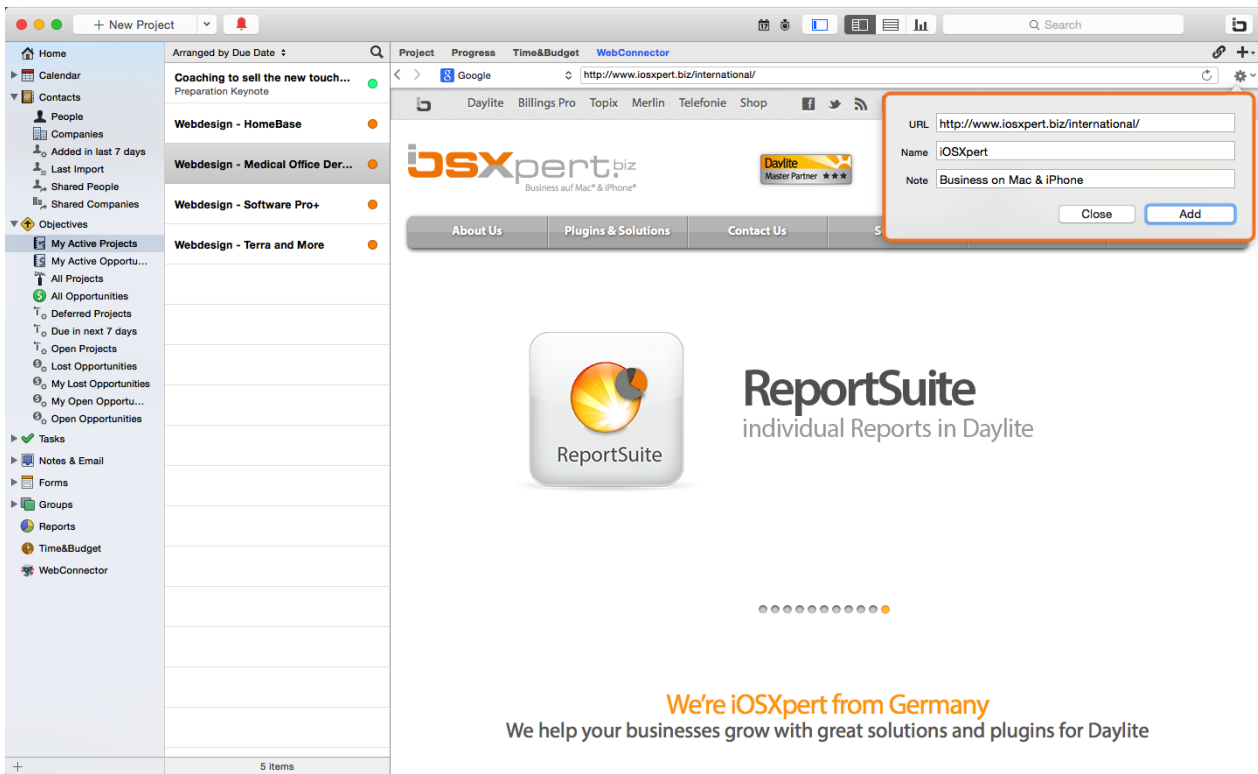 + New Project
Search
Home
Calendar
Contacts
People
Companies
Added in last 7 days
Last Import
Shared People
Shared Companies
Objectives
My Active Projects
My Active Opportu...
All Projects
All Opportunities
Deferred Projects
Due in next 7 days
Open Projects
Lost Opportunities
My Lost Opportunities
My Open Opportu...
Open Opportunities
Tasks
Notes & Email
Forms
Groups
Reports
Time&Budget
WebConnector
Arranged by Due Date
Coaching to sell the new touch...
Preparation Keynote
Webdesign - HomeBase
Webdesign - Medical Office Der...
Webdesign - Software Pro+
Webdesign - Terra and More
5 items
Project Progress Time&Budget WebConnector
Google http://www.iosxpert.biz/international/
Daylite Billings Pro Topix Merlin Telefonie Shop
URL http://www.iosxpert.biz/international/
Name iOSXpert
Note Business on Mac & iPhone
Close Add
iOSXpert.biz
Business auf Mac® & iPhone®
Daylite
Master Partner ★★★
About Us Plugins & Solutions Contact Us S
ReportSuite
ReportSuite
individual Reports in Daylite
We're iOSXpert from Germany
We help your businesses grow with great solutions and plugins for Daylite